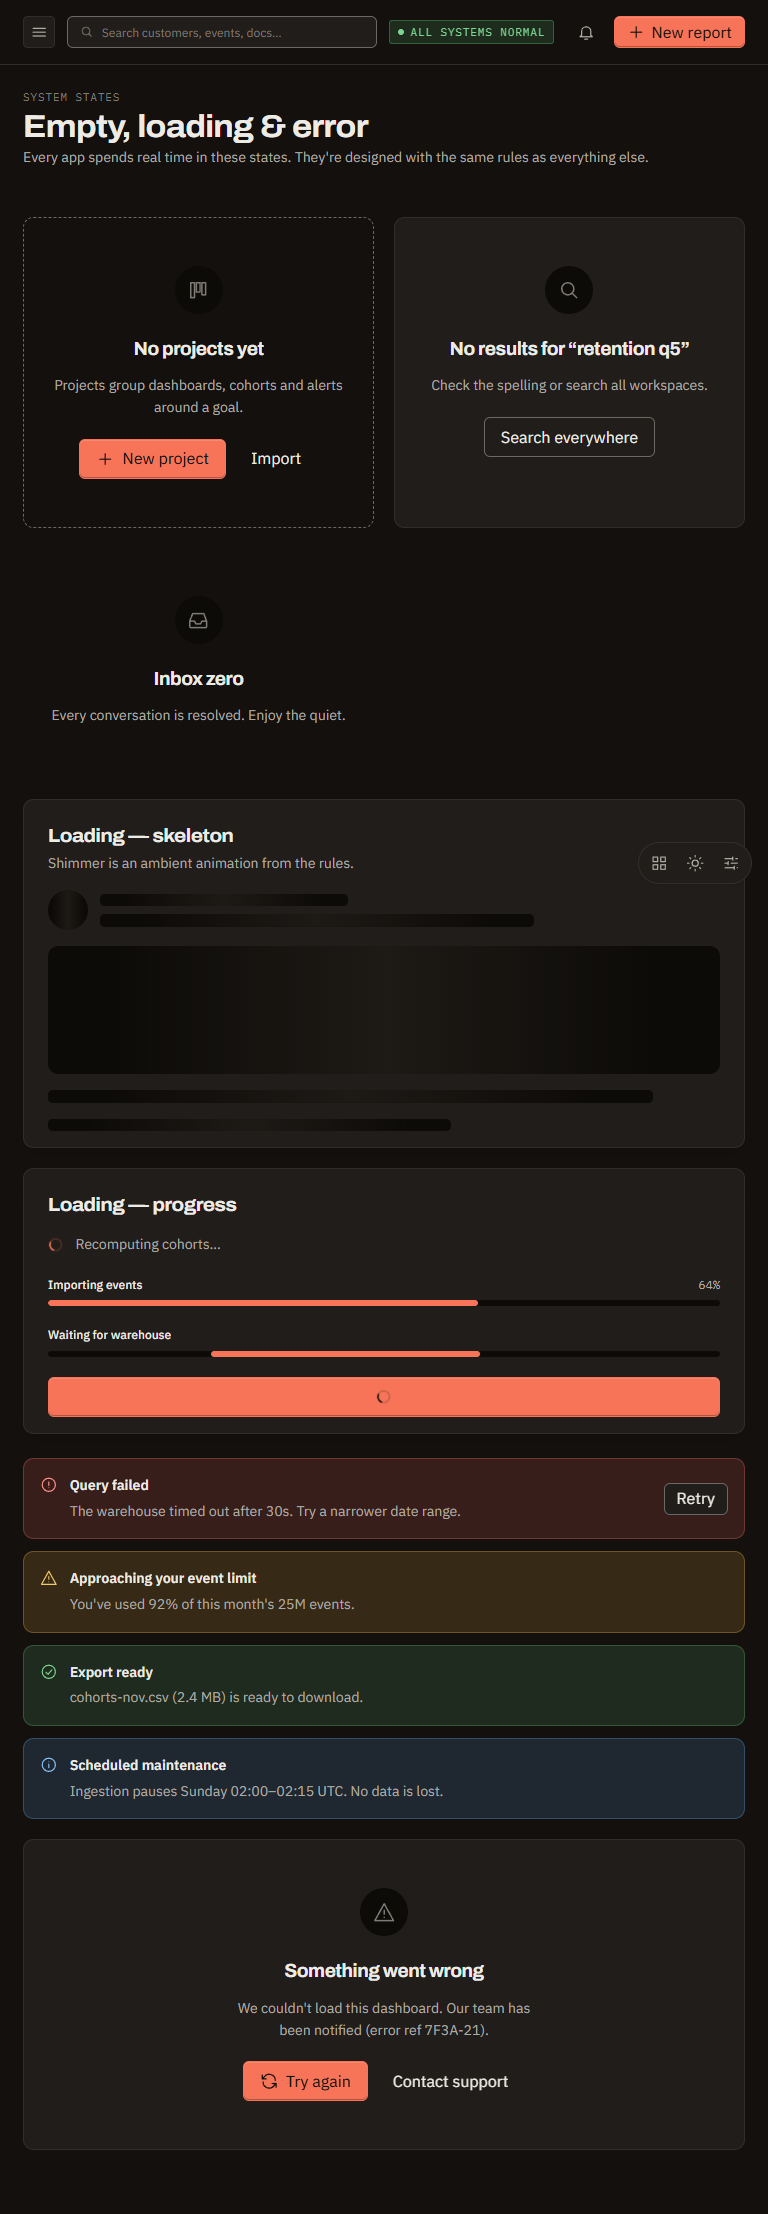 Search customers, events, docs...
ALL SYSTEMS NORMAL
New report
SYSTEM STATES
Empty, loading & error
Every app spends real time in these states. They're designed with the same rules as everything else.
No projects yet
Projects group dashboards, cohorts and alerts
around a goal.
New project
Import
No results for “retention q5”
Check the spelling or search all workspaces.
Search everywhere
Inbox zero
Every conversation is resolved. Enjoy the quiet.
Loading — skeleton
Shimmer is an ambient animation from the rules.
Loading — progress
Recomputing cohorts...
Importing events
64%
Waiting for warehouse
Query failed
The warehouse timed out after 30s. Try a narrower date range.
Retry
Approaching your event limit
You've used 92% of this month's 25M events.
Export ready
cohorts-nov.csv (2.4 MB) is ready to download.
Scheduled maintenance
Ingestion pauses Sunday 02:00–02:15 UTC. No data is lost.
Something went wrong
We couldn't load this dashboard. Our team has
been notified (error ref 7F3A-21).
Try again
Contact support